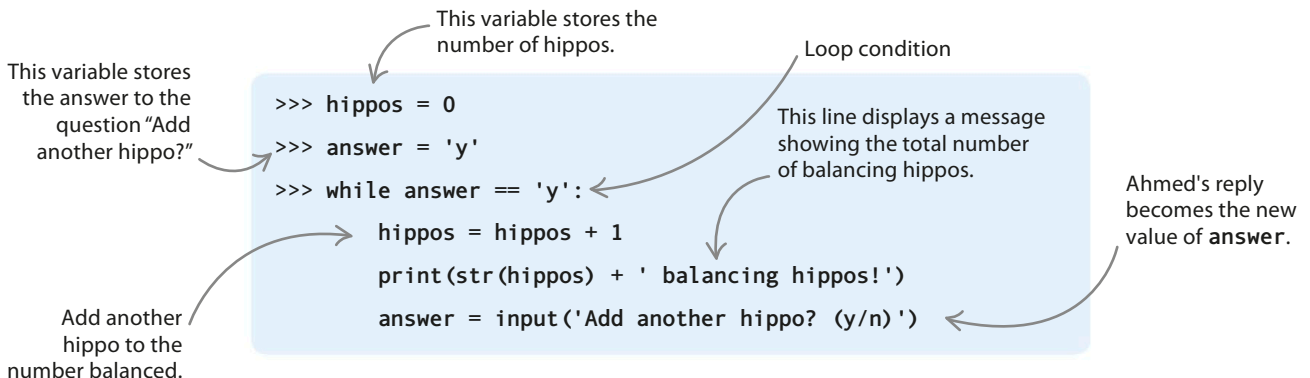 This variable stores the
number of hippos.
Loop condition
This variable stores
the answer to the
question “Add
another hippo?”
>>> hippos = 0
>>> answer = 'y'
>>> while answer == 'y':
hippos = hippos + 1
print(str(hippos) + ' balancing hippos!')
answer = input('Add another hippo? (y/n)')
This line displays a message
showing the total number
of balancing hippos.
Ahmed's reply
becomes the new
value of answer.
Add another
hippo to the
number balanced.